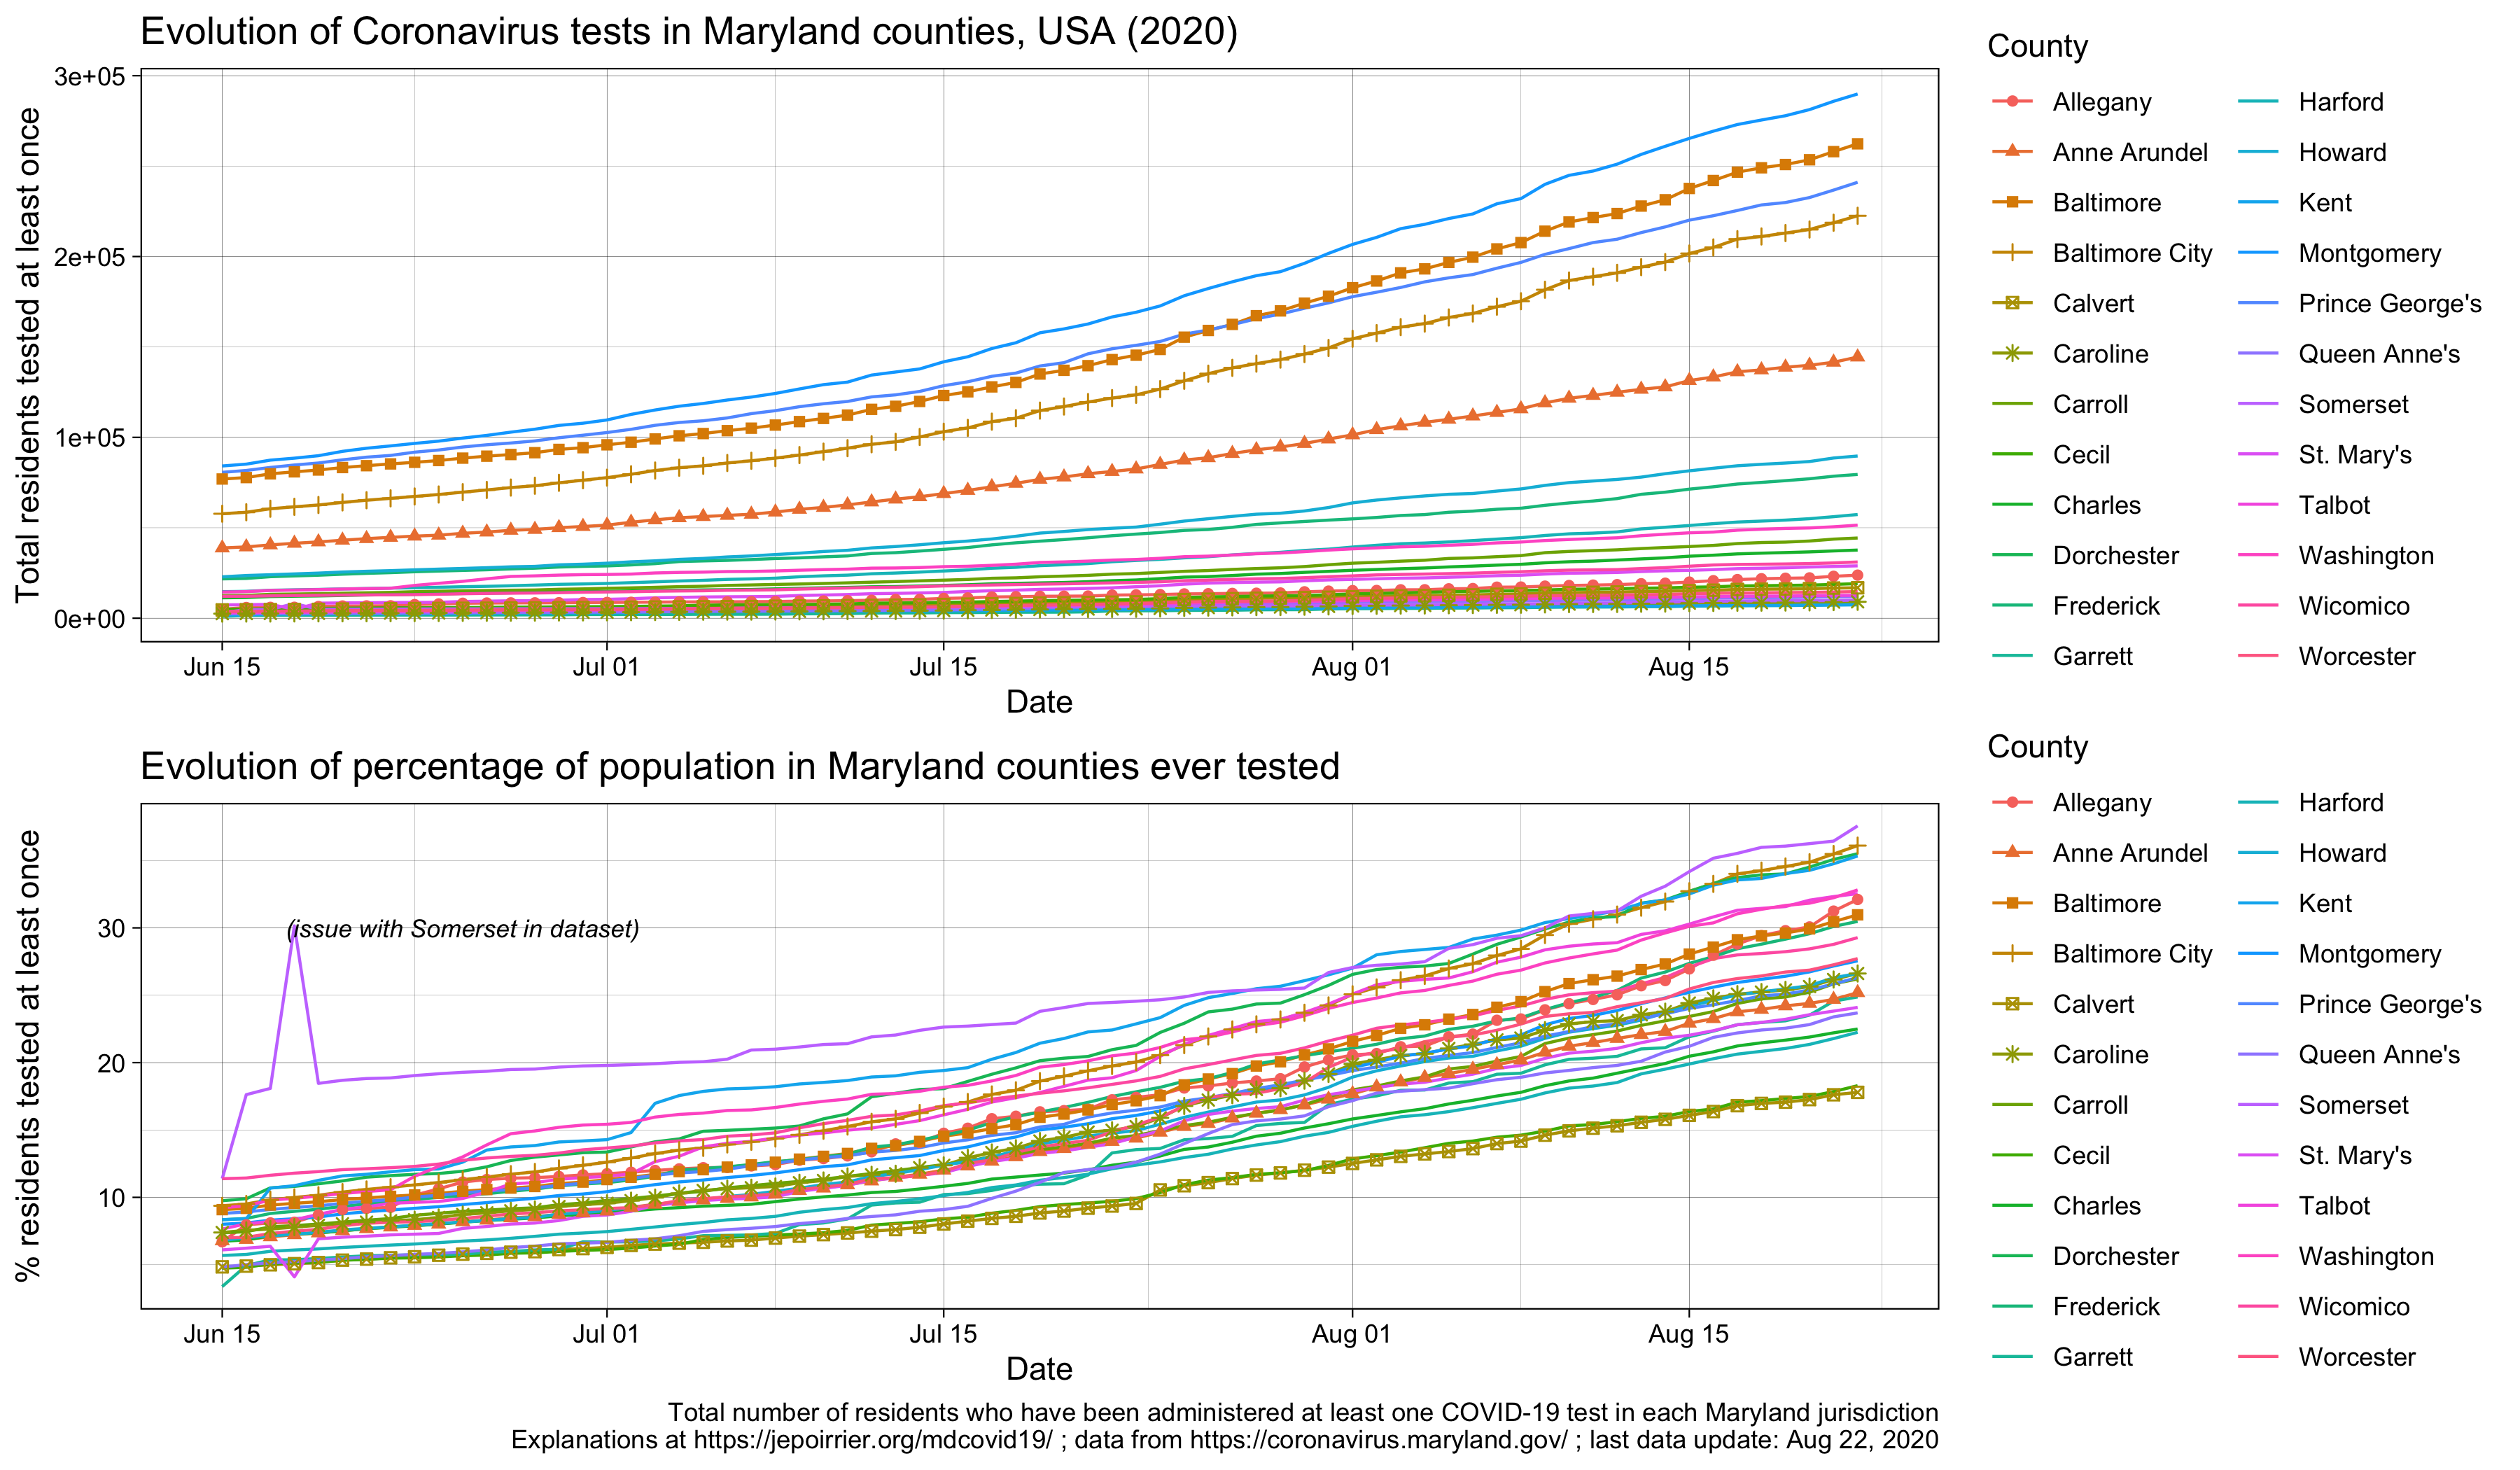 Evolution of Coronavirus tests in Maryland counties, USA (2020)
Total residents tested at least once
3e+05
2e+05
1e+05
0e+00
Jun 15
Jul 01
Jul 15
Aug 01
Aug 15
Date
County
Allegany
Anne Arundel
Baltimore
Baltimore City
Calvert
Caroline
Carroll
Cecil
Charles
Dorchester
Frederick
Garrett
Harford
Howard
Kent
Montgomery
Prince George's
Queen Anne's
Somerset
St. Mary's
Talbot
Washington
Wicomico
Worcester
Evolution of percentage of population in Maryland counties ever tested
% residents tested at least once
30
20
10
(issue with Somerset in dataset)
Jun 15
Jul 01
Jul 15
Aug 01
Aug 15
Date
County
Allegany
Anne Arundel
Baltimore
Baltimore City
Calvert
Caroline
Carroll
Cecil
Charles
Dorchester
Frederick
Garrett
Harford
Howard
Kent
Montgomery
Prince George's
Queen Anne's
Somerset
St. Mary's
Talbot
Washington
Wicomico
Worcester
Total number of residents who have been administered at least one COVID-19 test in each Maryland jurisdiction
Explanations at https://jepoirrier.org/mdcovid19/ ; data from https://coronavirus.maryland.gov/ ; last data update: Aug 22, 2020